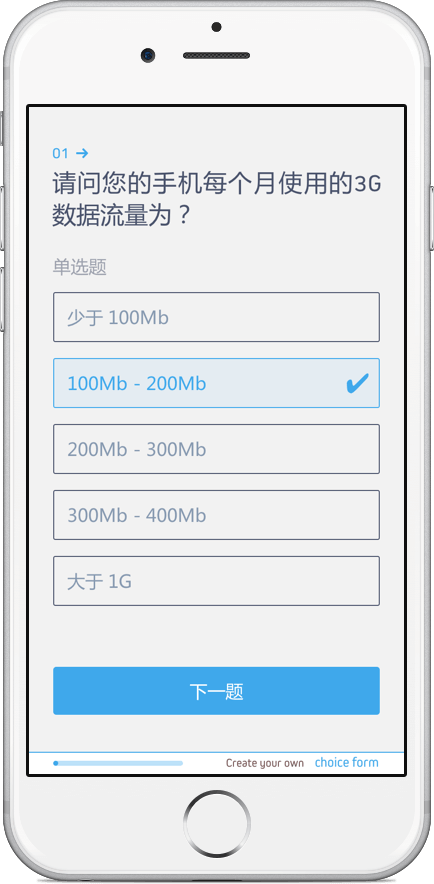 01 →
请问您的手机每个月使用的3G
数据流量为？
单选题
少于 100Mb
100Mb - 200Mb
200Mb - 300Mb
300Mb - 400Mb
大于 1G
下一题
Create your own choice form